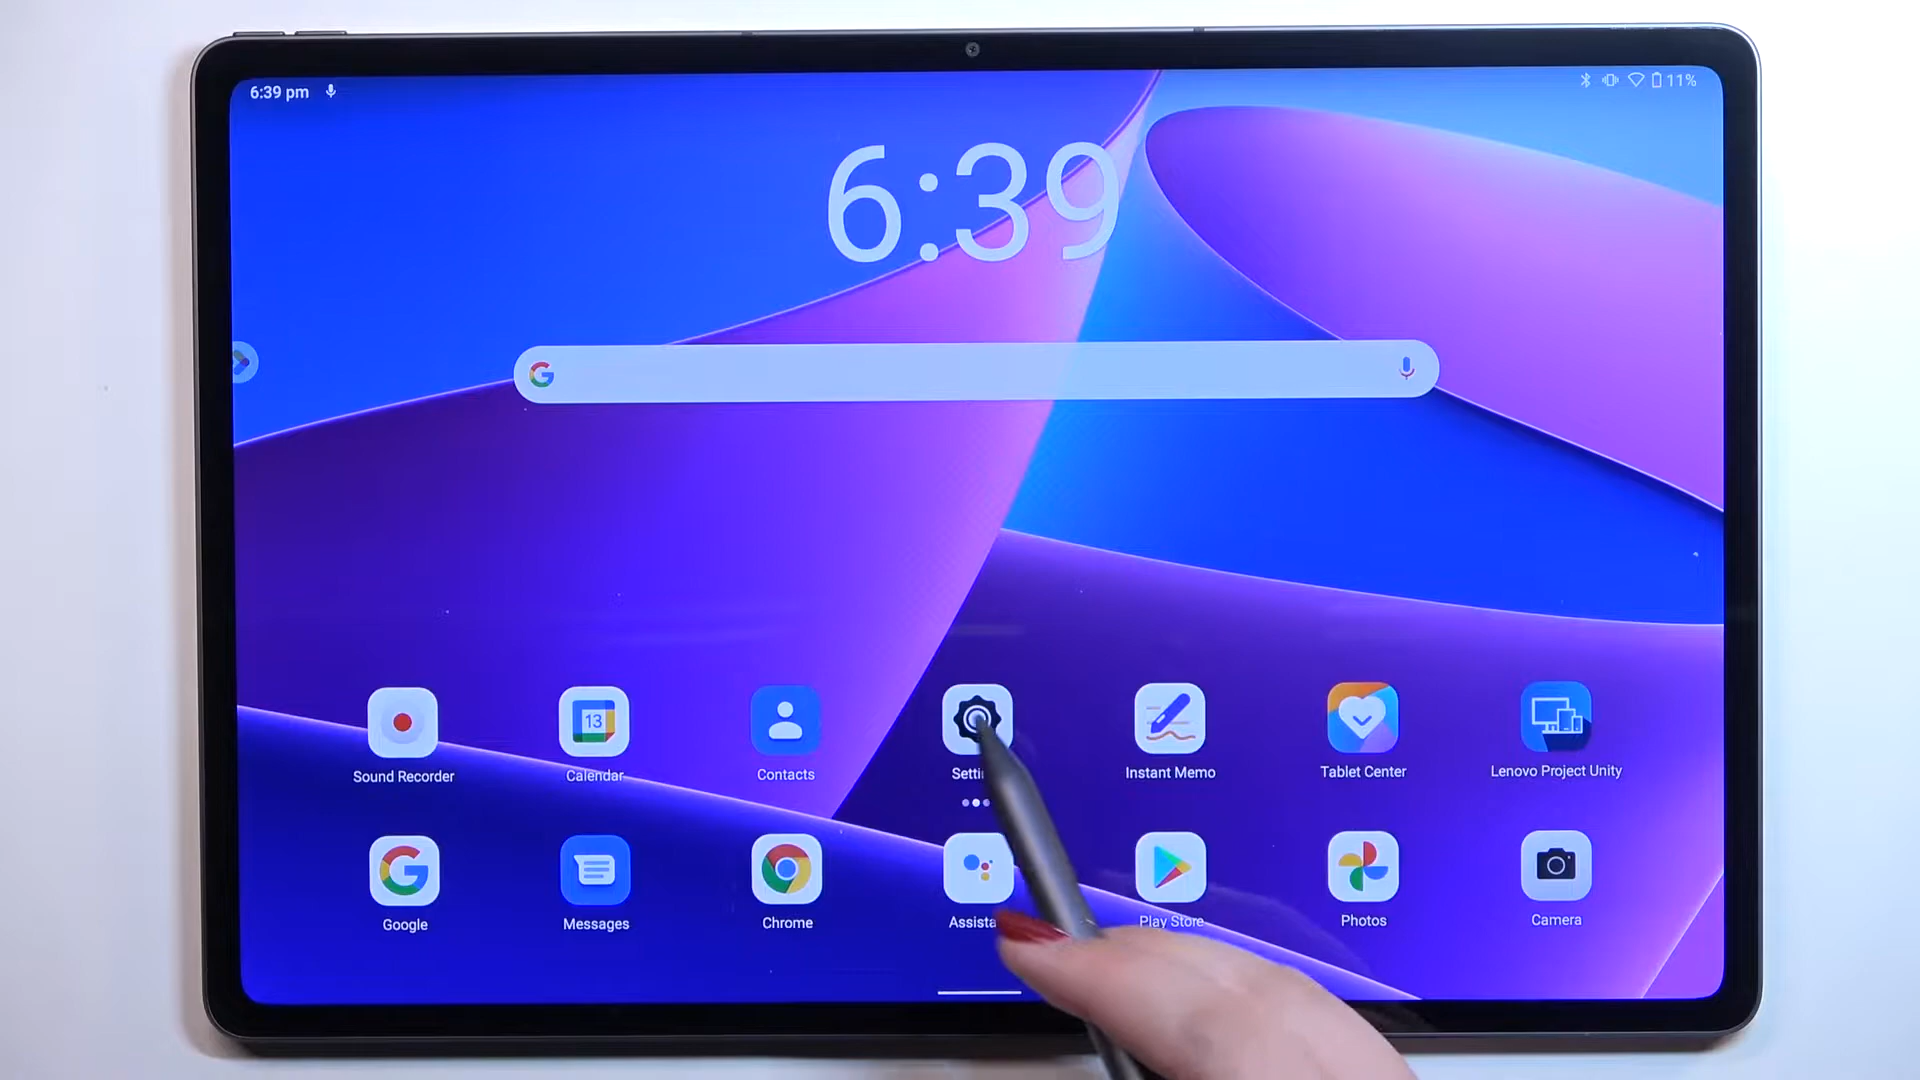 6:39 pm
11%
6:39
Sound Recorder
Calendar
13
Contacts
Instant Memo
Tablet Center
Lenovo Project Unity
Google
Messages
Chrome
Play Store
Photos
Camera